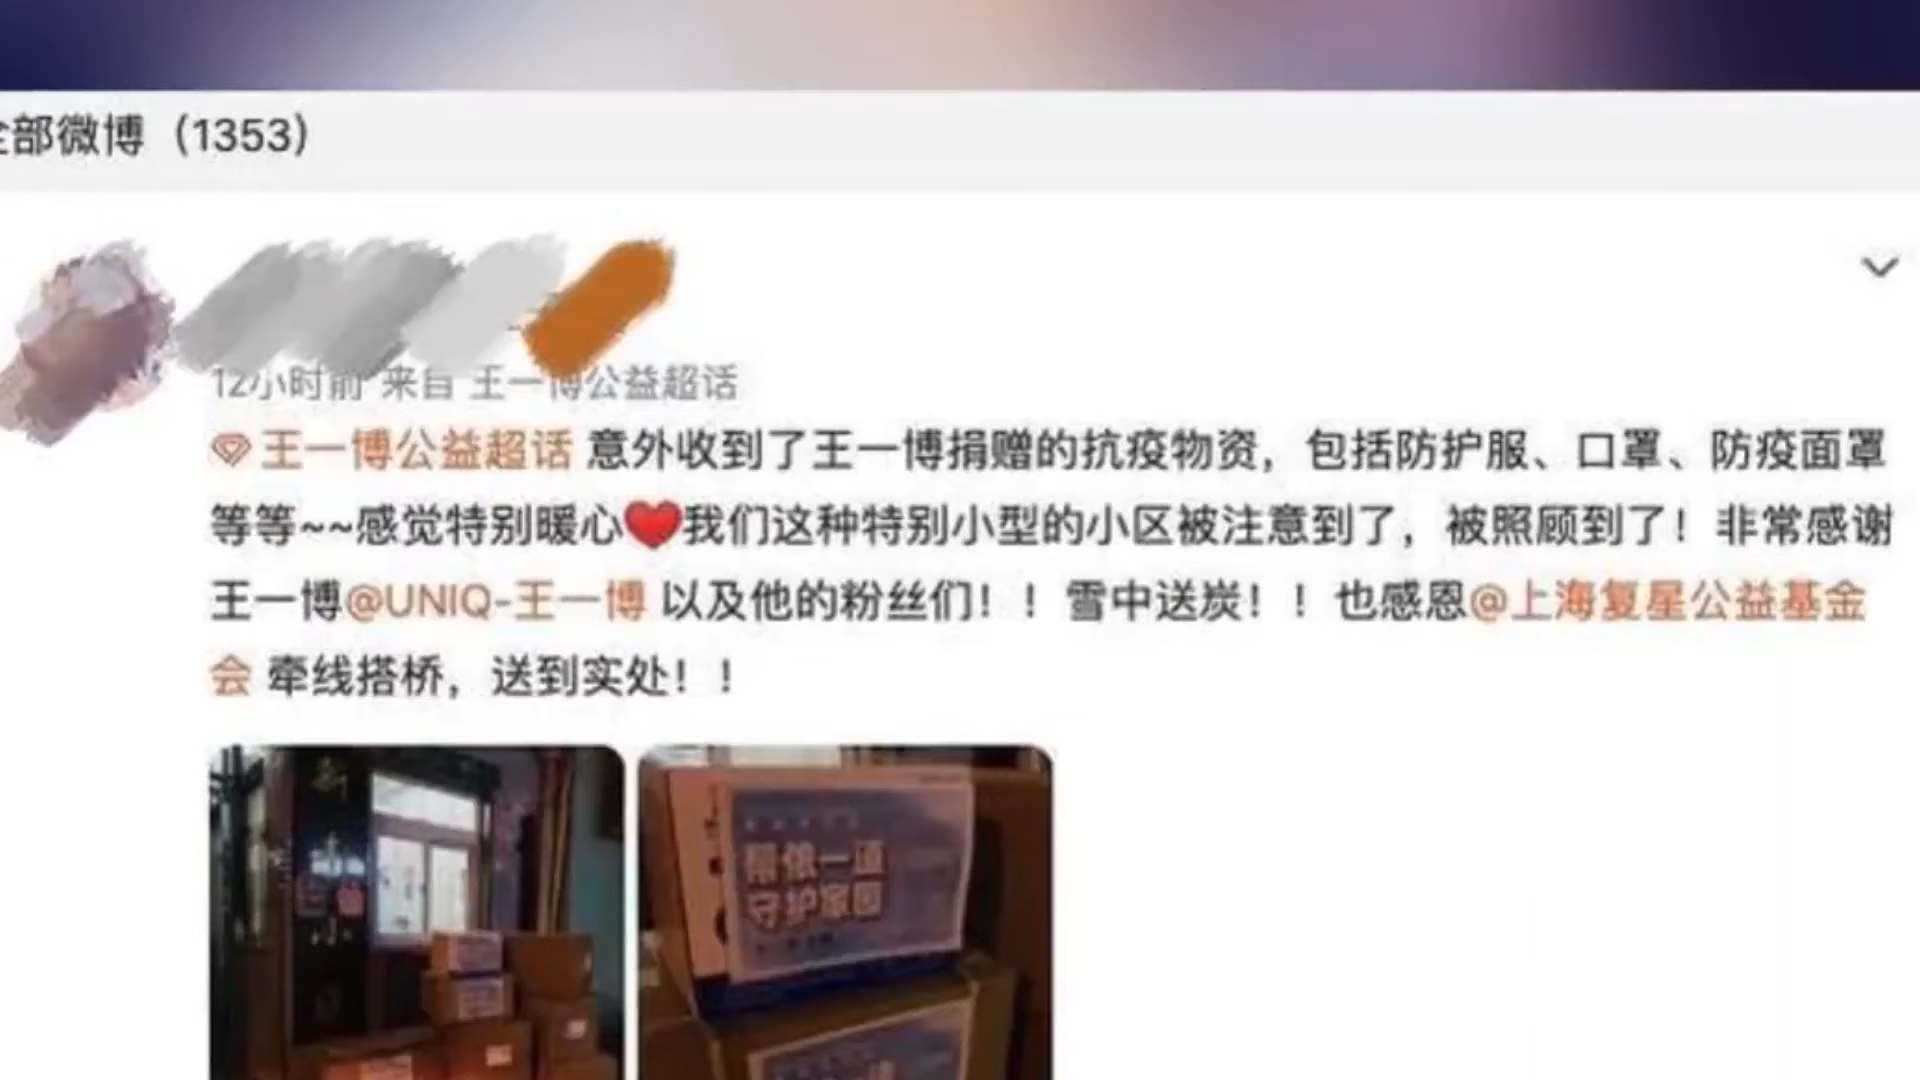 全部微博（1353）
12小时前 来自 王一博公益超话
王一博公益超话 意外收到了王一博捐赠的抗疫物资，包括防护服、口罩、防疫面罩
等等~~感觉特别暖心❤️我们这种特别小型的小区被注意到了，被照顾到了！非常感谢
王一博@UNIQ-王一博 以及他的粉丝们！！雪中送炭！！也感恩@上海复星公益基金
会 牵线搭桥，送到实处！！
帮侬一道
守护家园